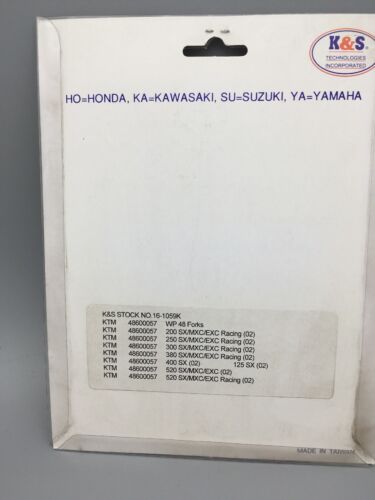 K&S
TECHNOLOGIES
INCORPORATED
HO=HONDA, KA=KAWASAKI, SU=SUZUKI, YA=YAMAHA
K&S STOCK NO.16-1059K
KTM 48600057 WP 48 Forks
KTM 48600057 200 SX/MXC/EXC Racing (02)
KTM 48600057 250 SX/MXC/EXC Racing (02)
KTM 48600057 300 SX/MXC/EXC Racing (02)
KTM 48600057 380 SX/MXC/EXC Racing (02)
KTM 48600057 400 SX (02) 125 SX (02)
KTM 48600057 520 SX/MXC/EXC (02)
KTM 48600057 520 SX/MXC/EXC Racing (02)
MADE IN TAIWAN